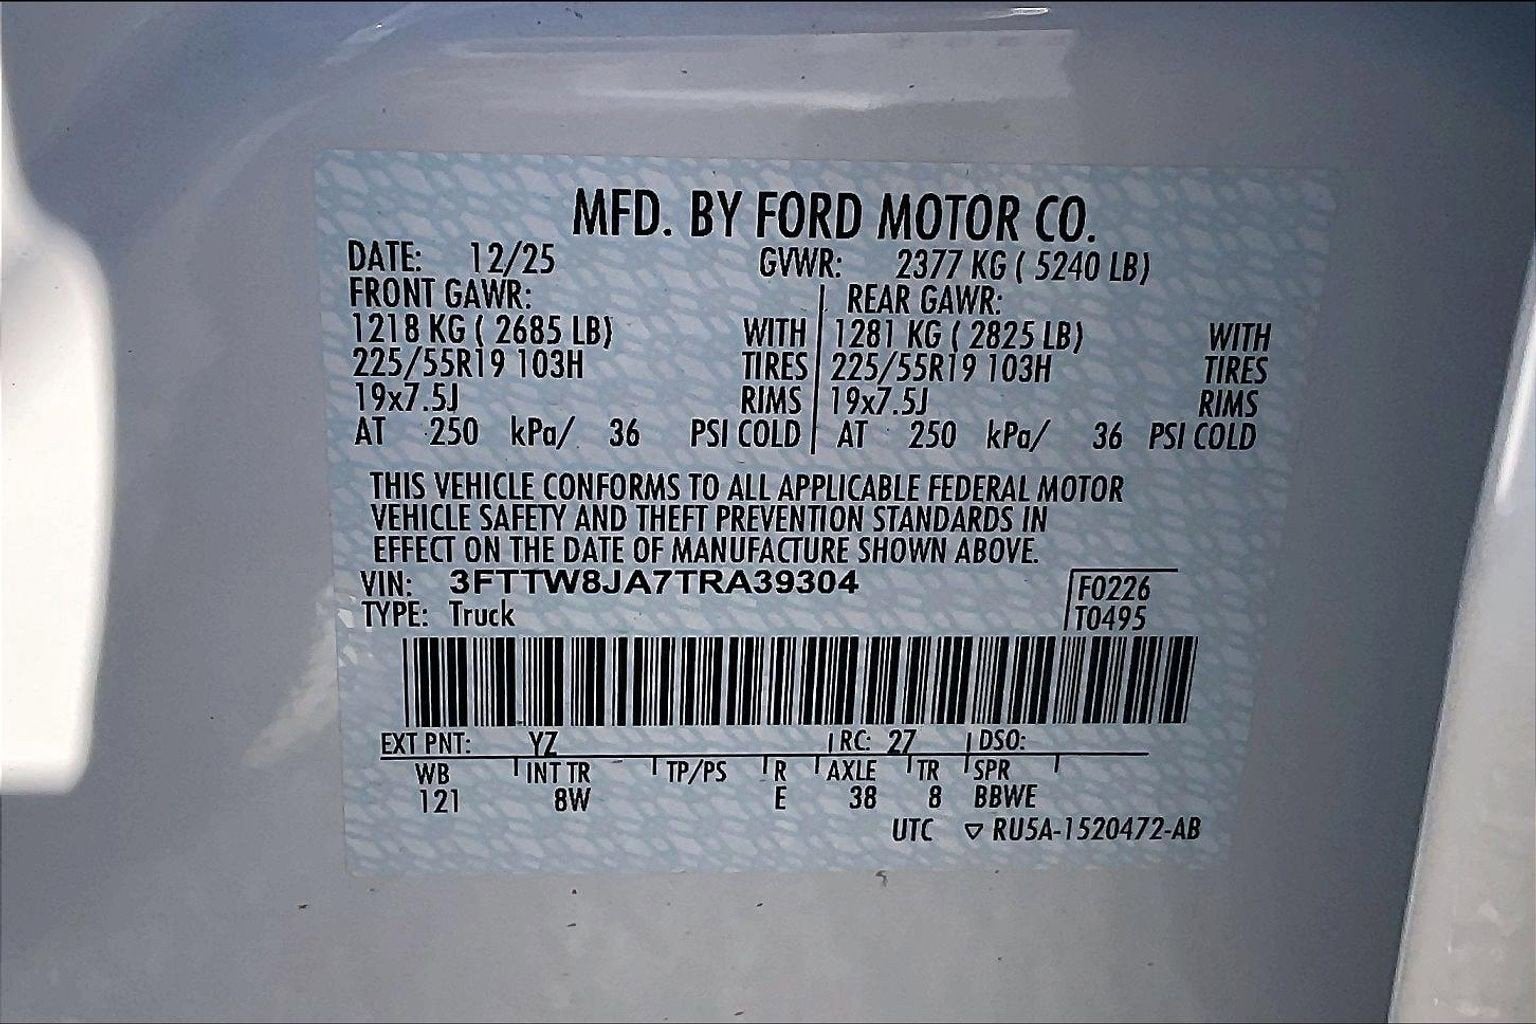 MFD. BY FORD MOTOR CO.
DATE: 12/25 GVWR: 2377 KG ( 5240 LB)
FRONT GAWR: REAR GAWR:
1218 KG ( 2685 LB) WITH 1281 KG ( 2825 LB) WITH
225/55R19 103H TIRES 225/55R19 103H TIRES
19x7.5J RIMS 19x7.5J RIMS
AT 250 kPa/ 36 PSI COLD AT 250 kPa/ 36 PSI COLD
THIS VEHICLE CONFORMS TO ALL APPLICABLE FEDERAL MOTOR
VEHICLE SAFETY AND THEFT PREVENTION STANDARDS IN
EFFECT ON THE DATE OF MANUFACTURE SHOWN ABOVE.
VIN: 3FTTW8JA7TRA39304 F0226
TYPE: Truck T0495
EXT PNT: YZ RC: 27 DSO:
WB INT TR TP/PS R AXLE TR SPR
121 8W E 38 8 BBWE
UTC ▽ RU5A-1520472-AB